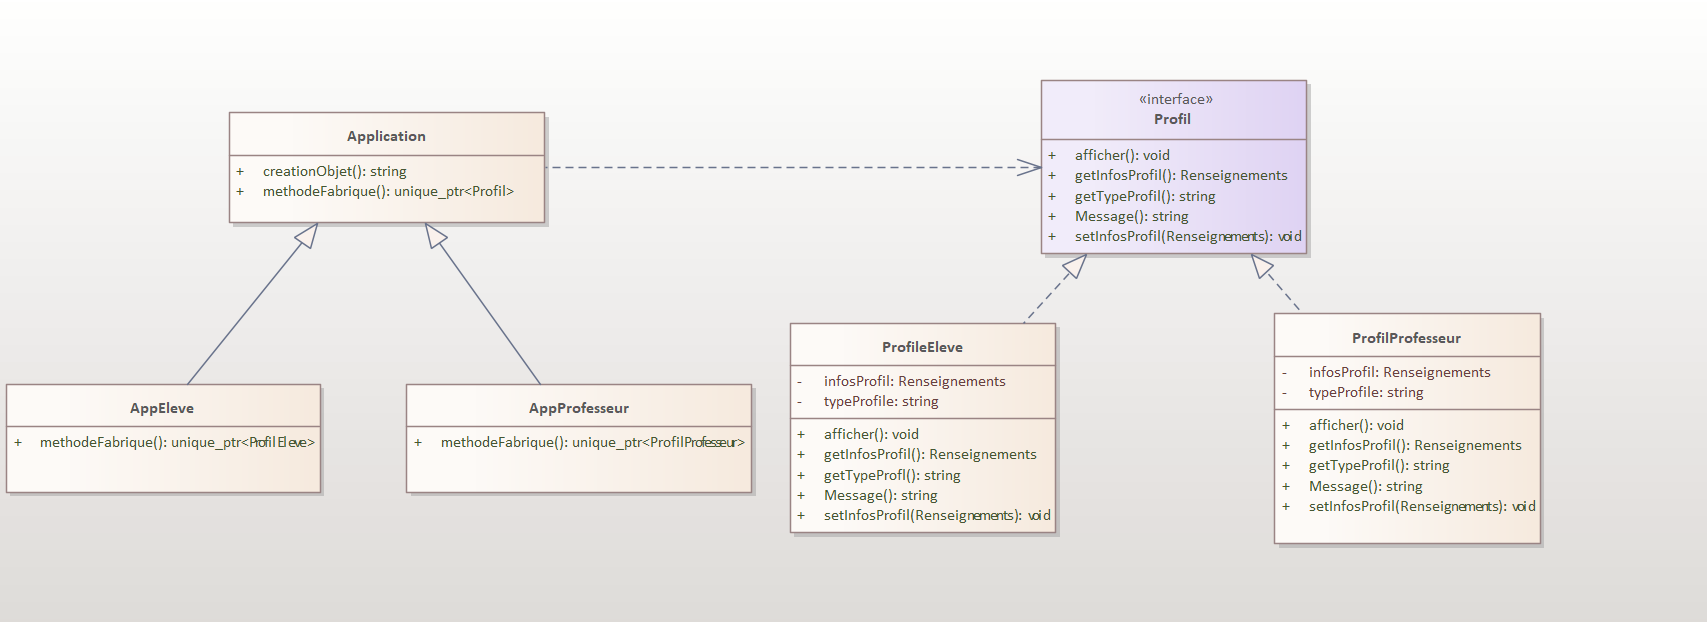 Application
+ creationObjet(): string
+ methodeFabrique(): unique_ptr<Profil>
«interface»
Profil
+ afficher(): void
+ getInfosProfil(): Renseignements
+ getTypeProfil(): string
+ Message(): string
+ setInfosProfil(Renseignements): void
AppEleve
+ methodeFabrique(): unique_ptr<ProfilEleve>
AppProfesseur
+ methodeFabrique(): unique_ptr<ProfilProfesseur>
ProfileEleve
- infosProfil: Renseignements
- typeProfile: string
+ afficher(): void
+ getInfosProfil(): Renseignements
+ getTypeProfl(): string
+ Message(): string
+ setInfosProfil(Renseignements): void
ProfilProfesseur
- infosProfil: Renseignements
- typeProfile: string
+ afficher(): void
+ getInfosProfil(): Renseignements
+ getTypeProfil(): string
+ Message(): string
+ setInfosProfil(Renseignements): void